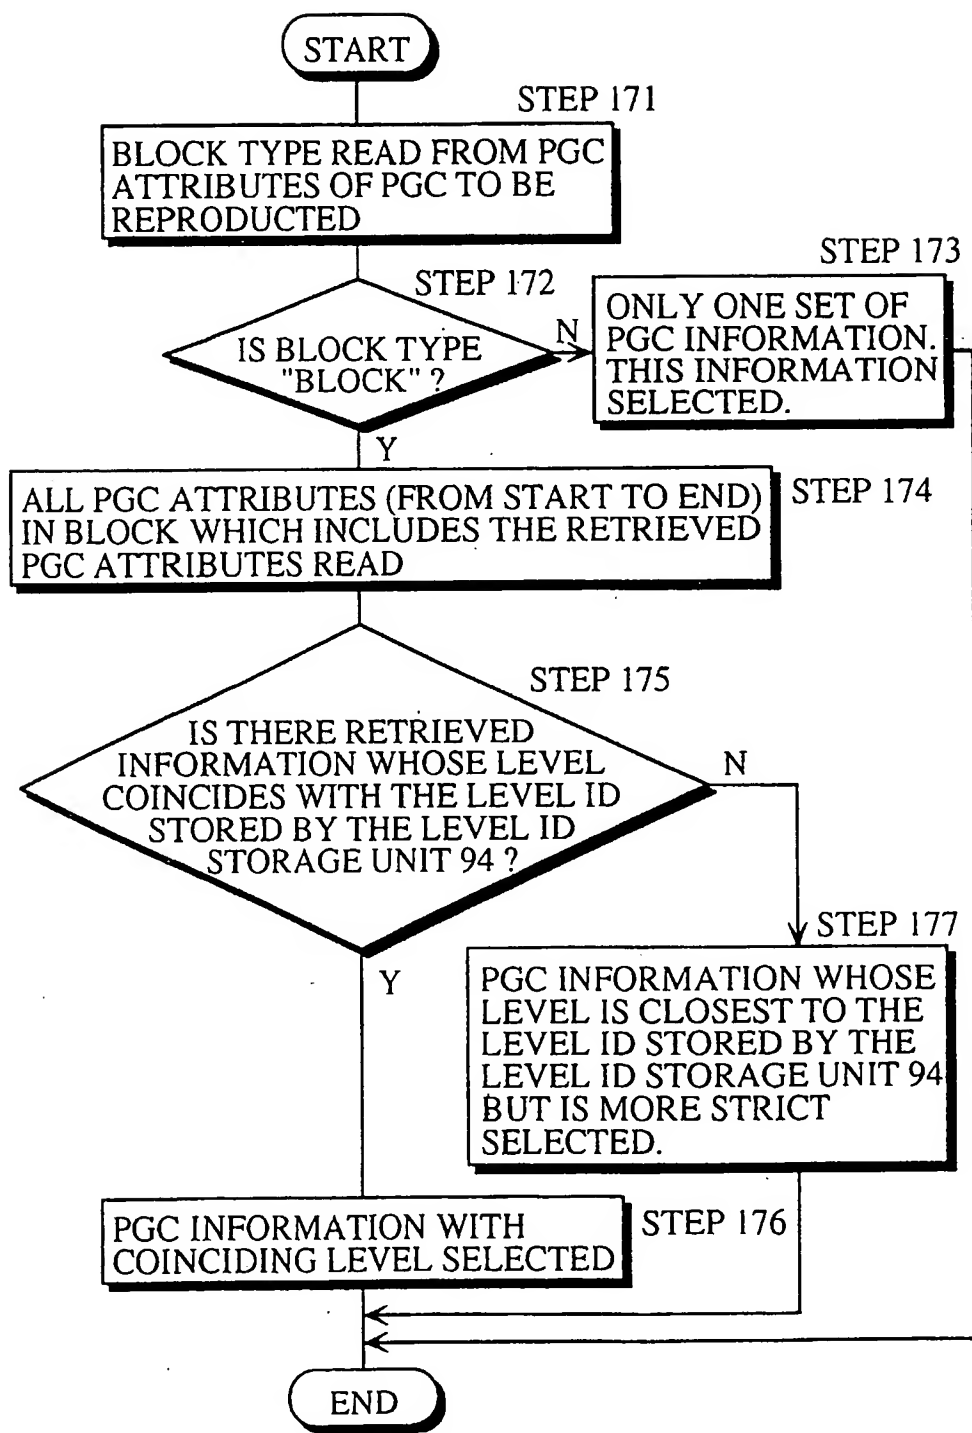 START
STEP 171
BLOCK TYPE READ FROM PGC
ATTRIBUTES OF PGC TO BE
REPRODUCTED
STEP 172
IS BLOCK TYPE
"BLOCK" ?
N
STEP 173
ONLY ONE SET OF
PGC INFORMATION.
THIS INFORMATION
SELECTED.
Y
ALL PGC ATTRIBUTES (FROM START TO END)
IN BLOCK WHICH INCLUDES THE RETRIEVED
PGC ATTRIBUTES READ
STEP 174
STEP 175
IS THERE RETRIEVED
INFORMATION WHOSE LEVEL
COINCIDES WITH THE LEVEL ID
STORED BY THE LEVEL ID
STORAGE UNIT 94 ?
N
STEP 177
Y
PGC INFORMATION WHOSE
LEVEL IS CLOSEST TO THE
LEVEL ID STORED BY THE
LEVEL ID STORAGE UNIT 94
BUT IS MORE STRICT
SELECTED.
PGC INFORMATION WITH
COINCIDING LEVEL SELECTED
STEP 176
END